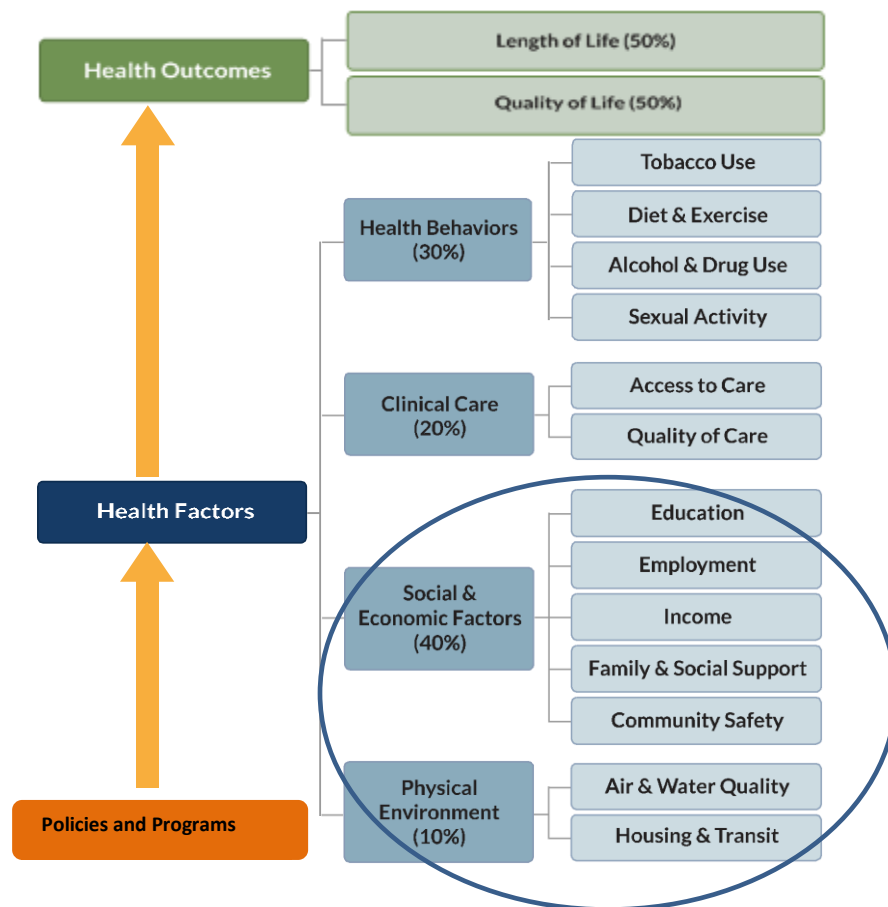 Health Outcomes
Length of Life (50%)
Quality of Life (50%)
Health Behaviors
(30%)
Tobacco Use
Diet & Exercise
Alcohol & Drug Use
Sexual Activity
Clinical Care
(20%)
Access to Care
Quality of Care
Health Factors
Social &
Economic Factors
(40%)
Education
Employment
Income
Family & Social Support
Community Safety
Physical
Environment
(10%)
Air & Water Quality
Housing & Transit
Policies and Programs